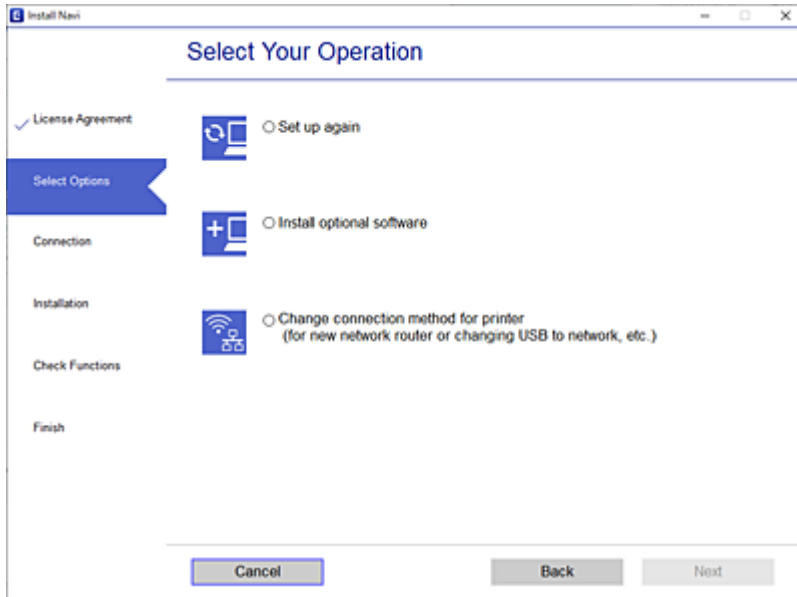 Install Navi
Select Your Operation
License Agreement
Select Options
Connection
Installation
Check Functions
Finish
Set up again
Install optional software
Change connection method for printer
(for new network router or changing USB to network, etc.)
Cancel
Back
Next